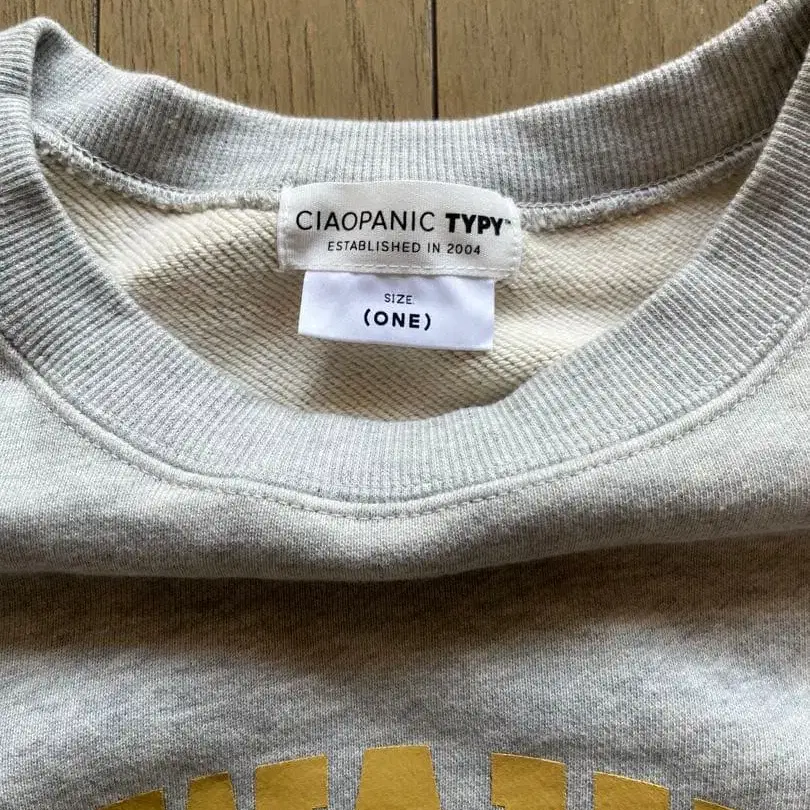 CIAOPANIC TYPY™
ESTABLISHED IN 2004
SIZE
(ONE)